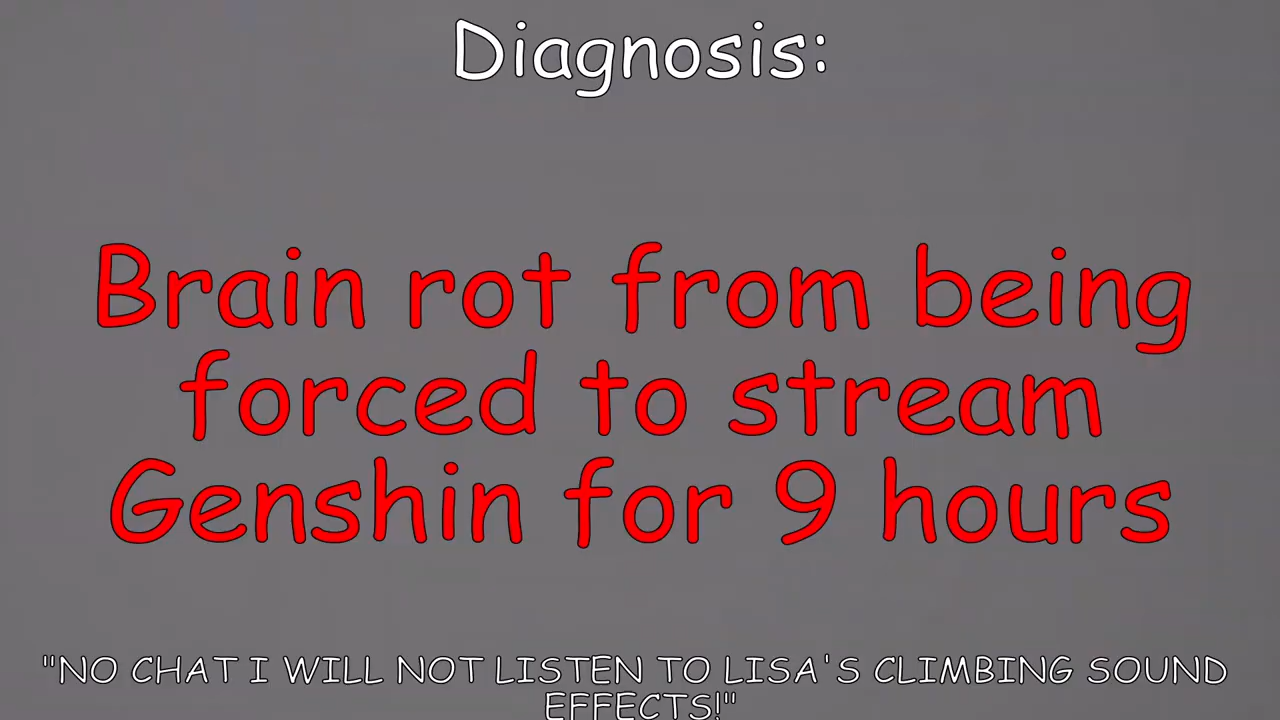 Diagnosis:
Brain rot from being
forced to stream
Genshin for 9 hours
"NO CHAT I WILL NOT LISTEN TO LISA'S CLIMBING SOUND
EFFECTS!"